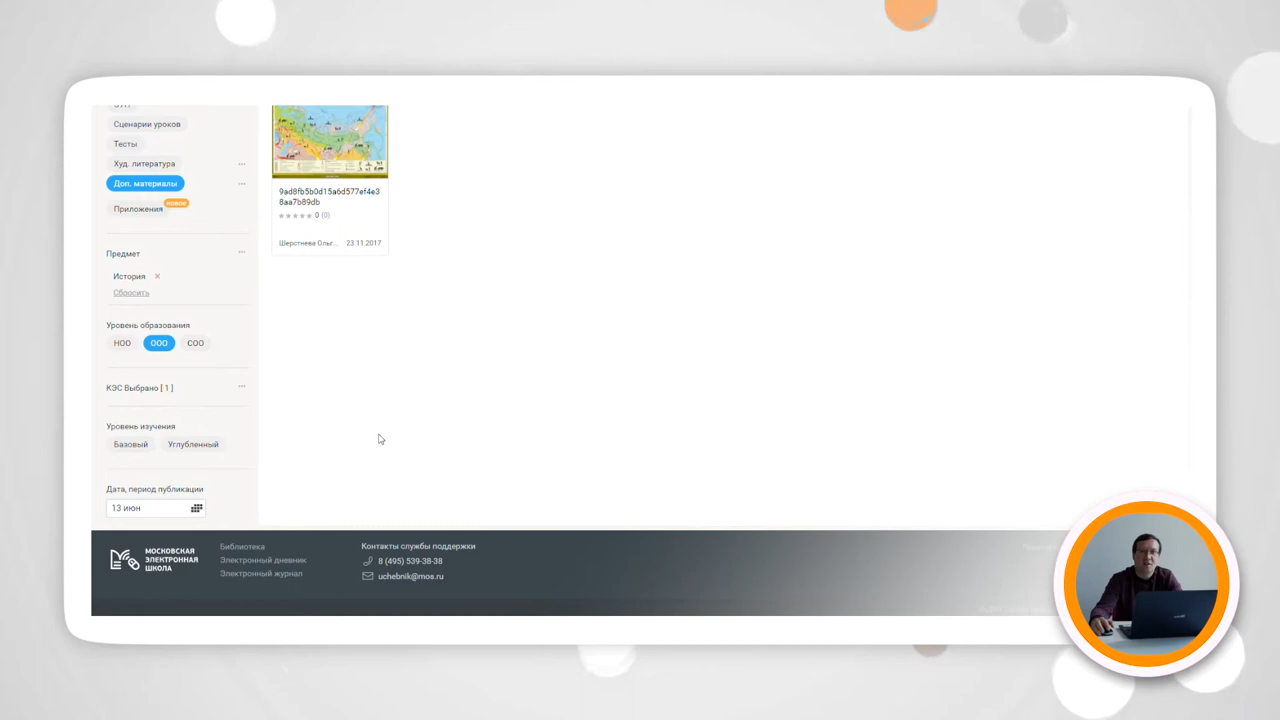 Сценарии уроков
Тесты
Худ. литература
Доп. материалы
Приложения
новое
Предмет
История
Сбросить
Уровень образования
НОО ООО СОО
КЭС Выбрано [ 1 ]
Уровень изучения
Базовый Углубленный
Дата, период публикации
13 июн
9ad8fb5b0d15a6d577ef4e3
8aa7b89db
0 (0)
Шерстнева Ольг... 23.11.2017
МОСКОВСКАЯ
ЭЛЕКТРОННАЯ
ШКОЛА
Библиотека
Электронный дневник
Электронный журнал
Контакты службы поддержки
8 (495) 539-38-38
uchebnik@mos.ru